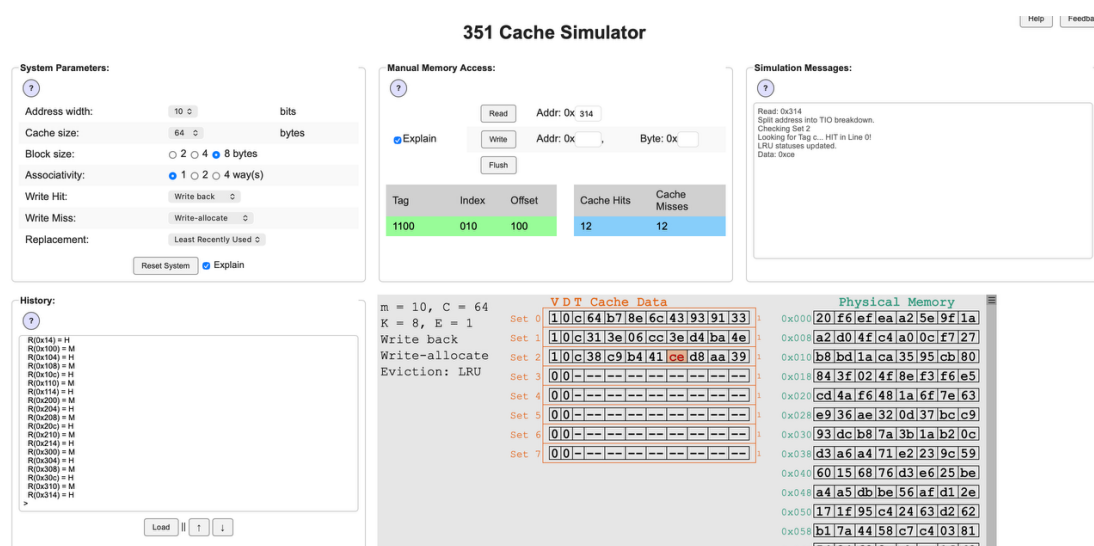 Help Feedba
351 Cache Simulator
System Parameters:
?
Address width: 10 bits
Cache size: 64 bytes
Block size: 2 4 8 bytes
Associativity: 1 2 4 way(s)
Write Hit: Write back
Write Miss: Write-allocate
Replacement: Least Recently Used
Reset System Explain
Manual Memory Access:
?
Read Addr: 0x 314
Explain Write Addr: 0x , Byte: 0x
Flush
Tag Index Offset
1100 010 100
Cache Hits Cache Misses
12 12
Simulation Messages:
?
Read: 0x314
Split address into TIO breakdown.
Checking Set 2
Looking for Tag c... HIT in Line 0!
LRU statuses updated.
Data: 0xce
History:
?
R(0x14) = H
R(0x100) = M
R(0x104) = H
R(0x108) = M
R(0x10c) = H
R(0x110) = M
R(0x114) = H
R(0x200) = M
R(0x204) = H
R(0x208) = M
R(0x20c) = H
R(0x210) = M
R(0x214) = H
R(0x300) = M
R(0x304) = H
R(0x308) = M
R(0x30c) = H
R(0x310) = M
R(0x314) = H
>
Load || ↑ ↓
m = 10, C = 64
K = 8, E = 1
Write back
Write-allocate
Eviction: LRU
V D T Cache Data
Set 0 1 0 c 64 b7 8e 6c 43 93 91 33 1
Set 1 1 0 c 31 3e 06 cc 3e d4 ba 4e 1
Set 2 1 0 c 38 c9 b4 41 ce d8 aa 39 1
Set 3 0 0 - -- -- -- -- -- -- -- -- 1
Set 4 0 0 - -- -- -- -- -- -- -- -- 1
Set 5 0 0 - -- -- -- -- -- -- -- -- 1
Set 6 0 0 - -- -- -- -- -- -- -- -- 1
Set 7 0 0 - -- -- -- -- -- -- -- -- 1
Physical Memory
0x000 20 f6 ef ea a2 5e 9f 1a
0x008 a2 d0 4f c4 a0 0c f7 27
0x010 b8 bd 1a ca 35 95 cb 80
0x018 84 3f 02 4f 8e f3 f6 e5
0x020 cd 4a f6 48 1a 6f 7e 63
0x028 e9 36 ae 32 0d 37 bc c9
0x030 93 dc b8 7a 3b 1a b2 0c
0x038 d3 a6 a4 71 e2 23 9c 59
0x040 60 15 68 76 d3 e6 25 be
0x048 a4 a5 db be 56 af d1 2e
0x050 17 1f 95 c4 24 63 d2 62
0x058 b1 7a 44 58 c7 c4 03 81